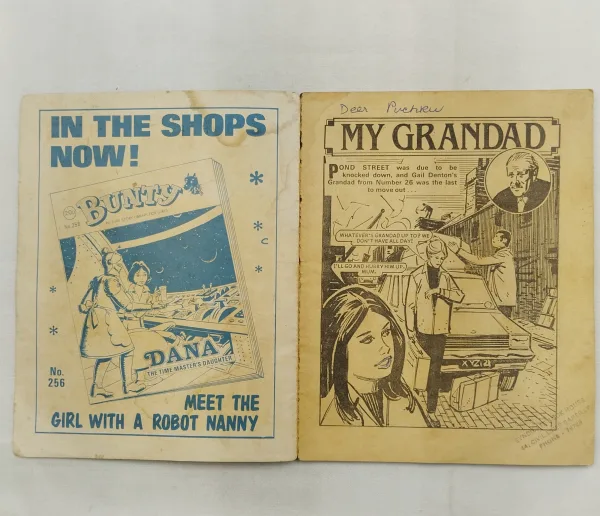 IN THE SHOPS
NOW!
BUNTY
No. 256
DANA
THE TIME MASTER'S DAUGHTER
No.
256
MEET THE
GIRL WITH A ROBOT NANNY
Deer
MY GRANDAD
POND STREET was due to be
knocked down, and Gail Denton's
Grandad from Number 26 was the last
to move out . . .
WHATEVER'S GRANDAD UP TO? WE
DON'T HAVE ALL DAY!
I'LL GO AND HURRY HIM UP,
MUM.